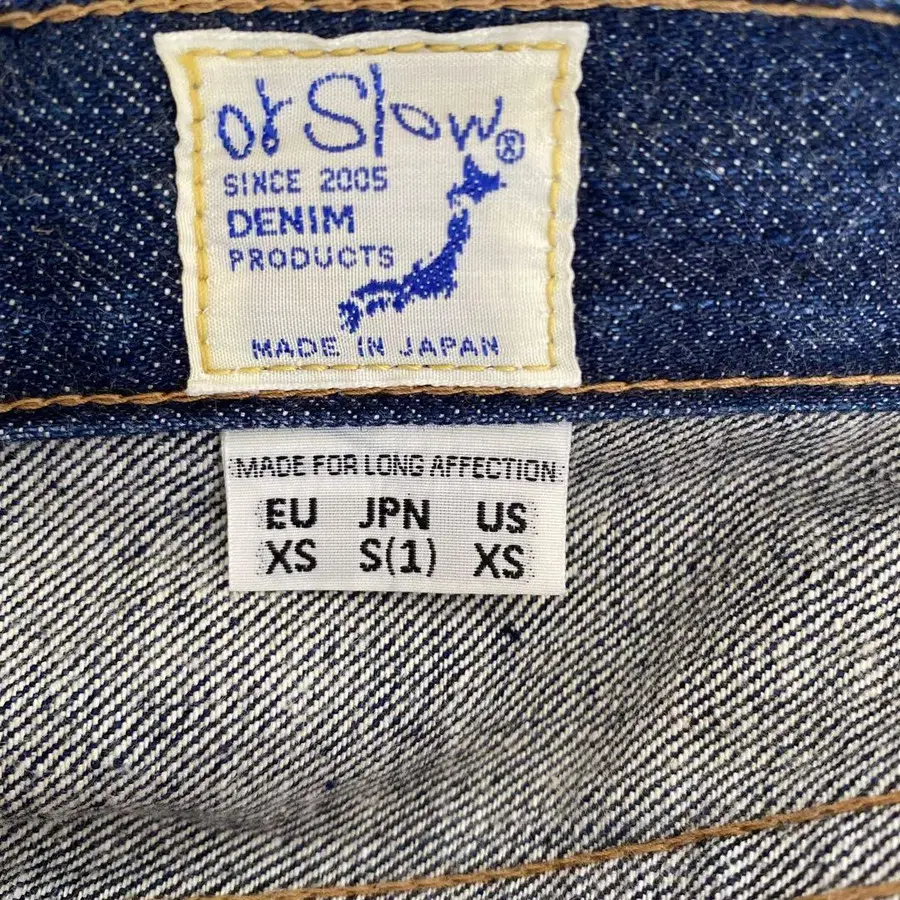 orSlow®
SINCE 2005
DENIM
PRODUCTS
MADE IN JAPAN
MADE FOR LONG AFFECTION
EU JPN US
XS S(1) XS